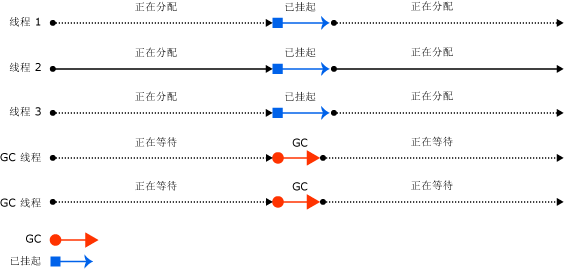 正在分配 已挂起 正在分配
线程 1
正在分配 已挂起 正在分配
线程 2
正在分配 已挂起 正在分配
线程 3
正在等待 GC 正在等待
GC 线程
正在等待 GC 正在等待
GC 线程
GC
已挂起